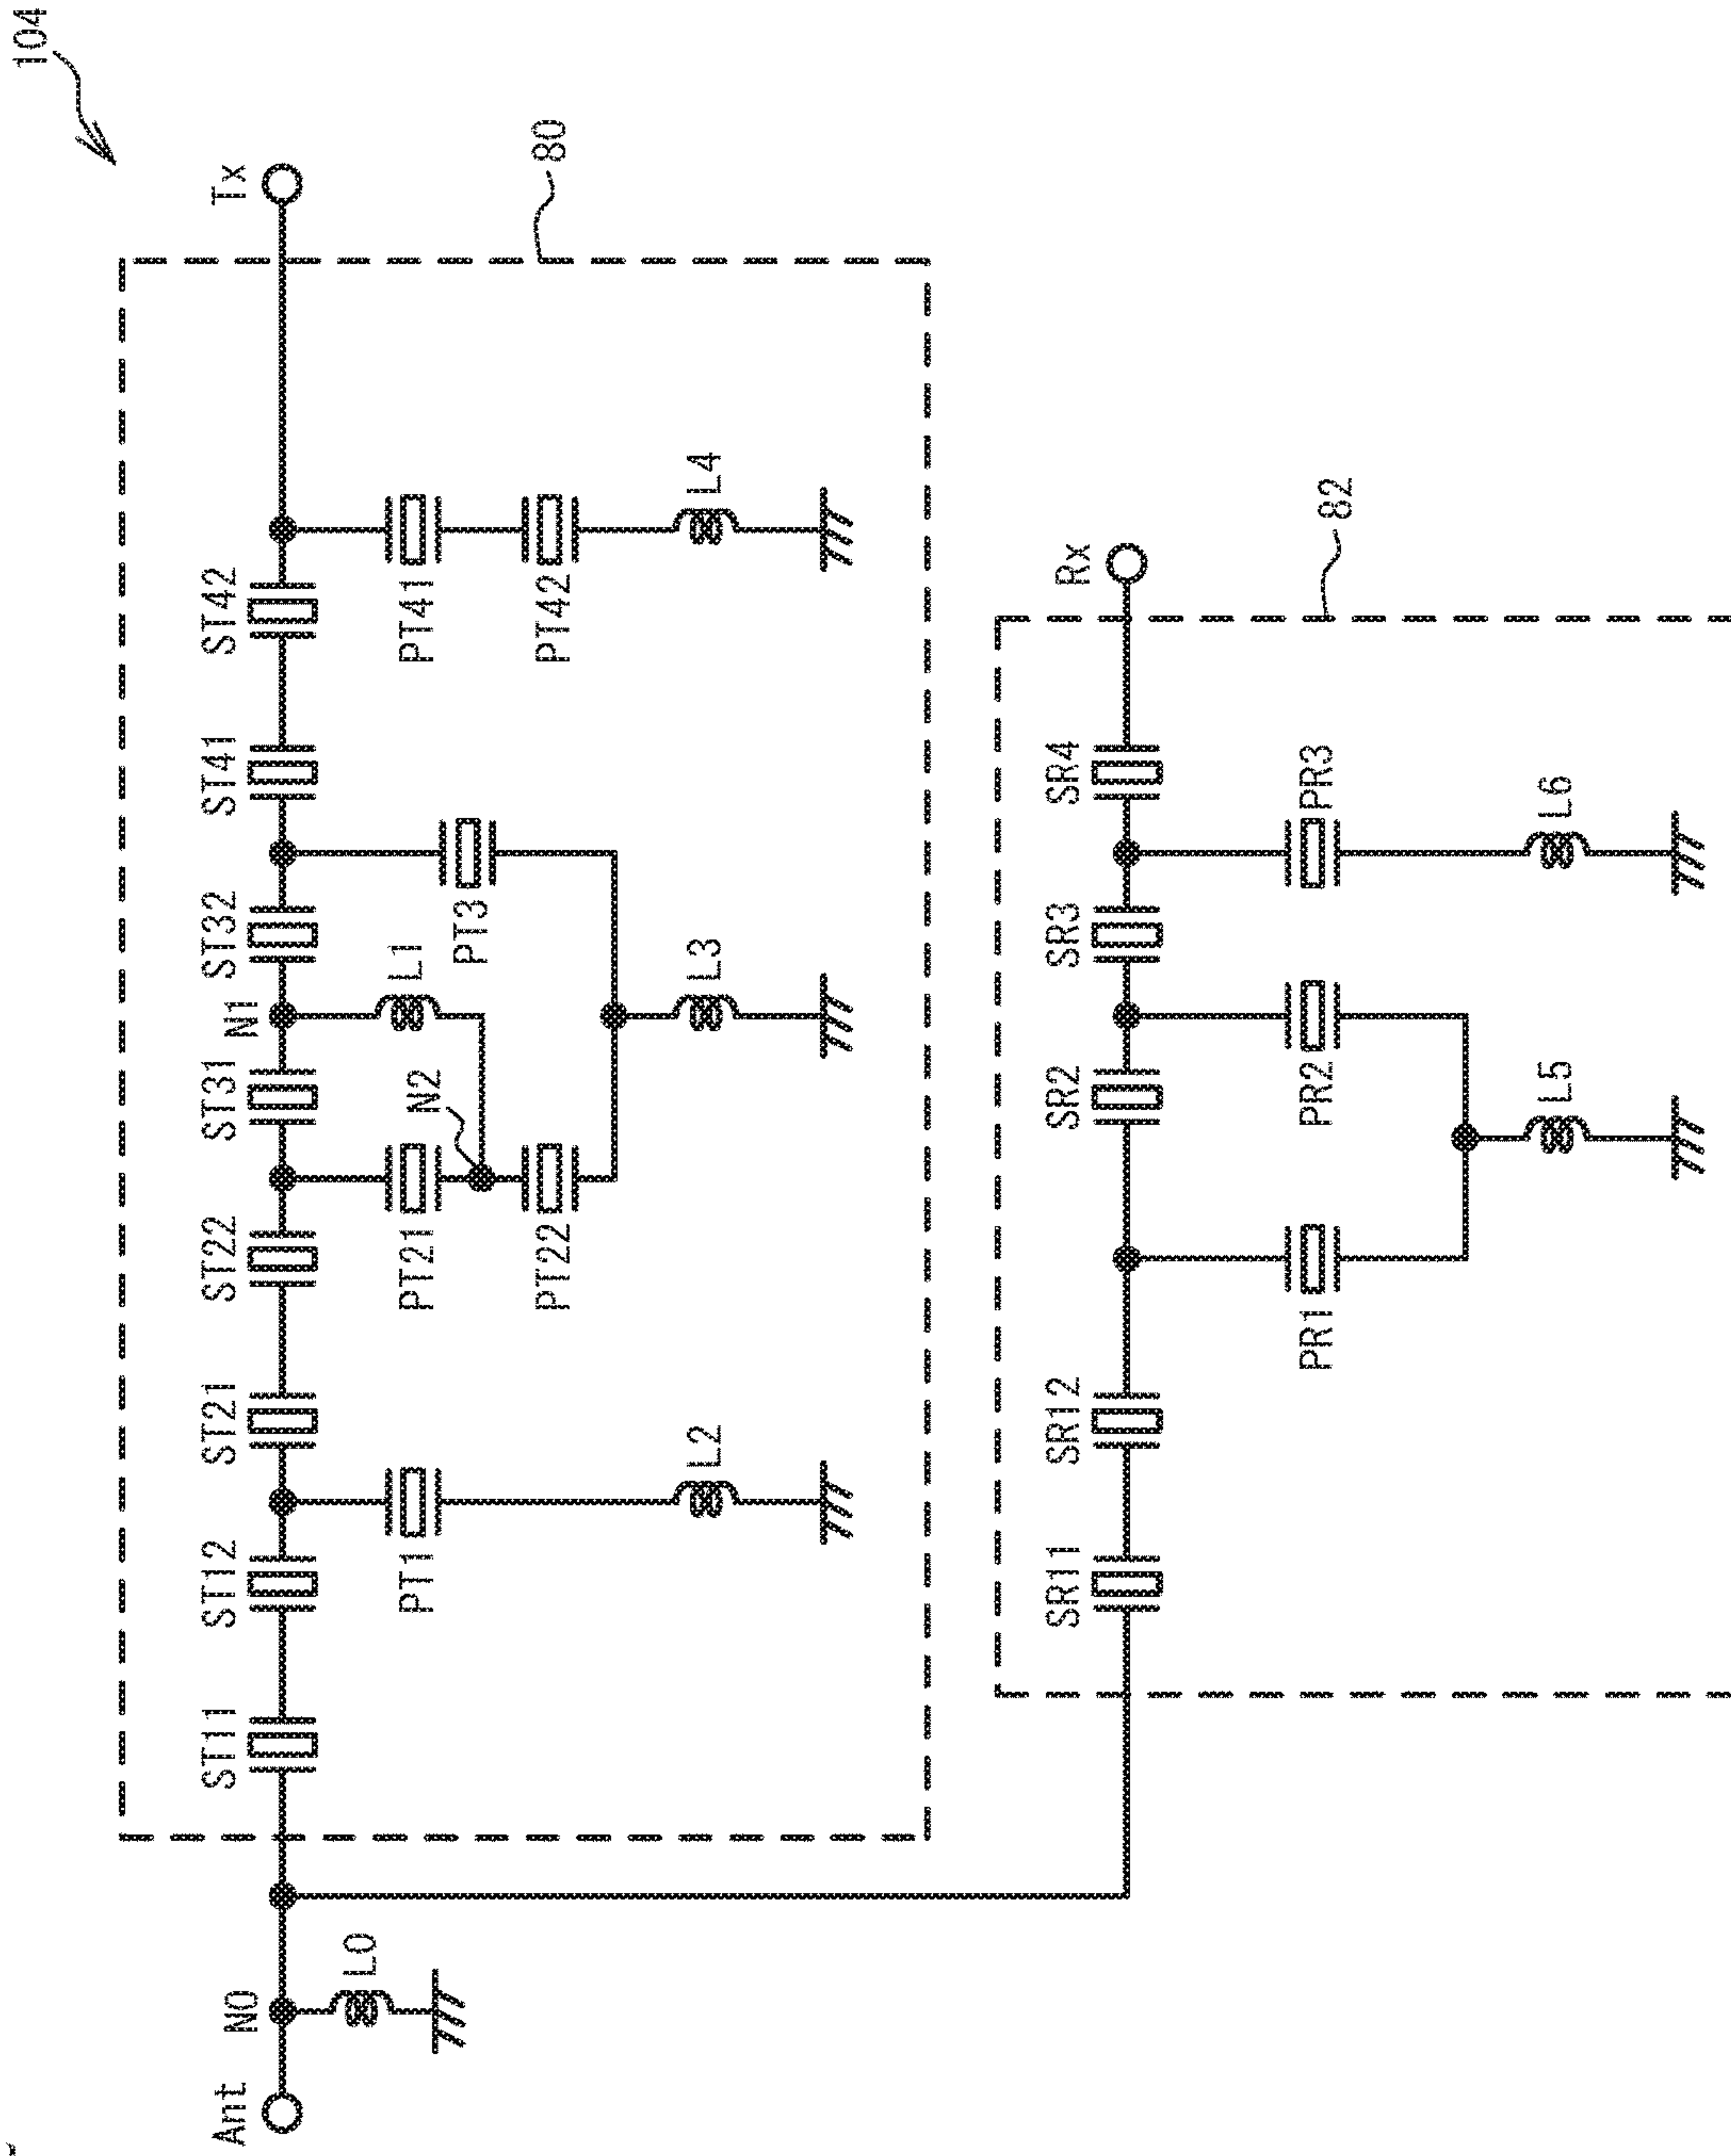 104
Tx
80
ST11
ST12
ST21
ST22
ST31
N1
ST32
ST41
ST42
Ant
N0
L0
PT1
PT21
N2
L1
PT41
PT22
PT3
PT42
L2
L3
L4
Rx
82
SR11
SR12
SR2
SR3
SR4
PR1
PR2
PR3
L5
L6